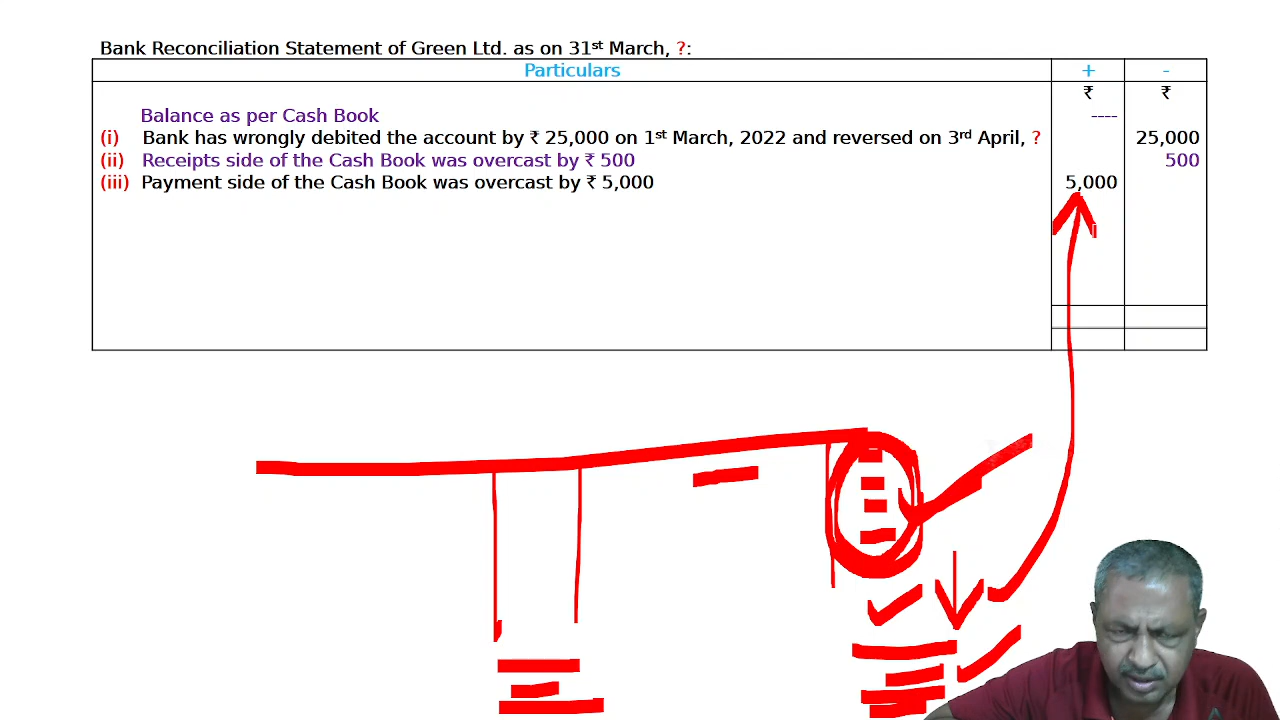 Bank Reconciliation Statement of Green Ltd. as on 31st March, ?:
Particulars + -
₹ ₹
Balance as per Cash Book ----
(i) Bank has wrongly debited the account by ₹ 25,000 on 1st March, 2022 and reversed on 3rd April, ? 25,000
(ii) Receipts side of the Cash Book was overcast by ₹ 500 500
(iii) Payment side of the Cash Book was overcast by ₹ 5,000 5,000